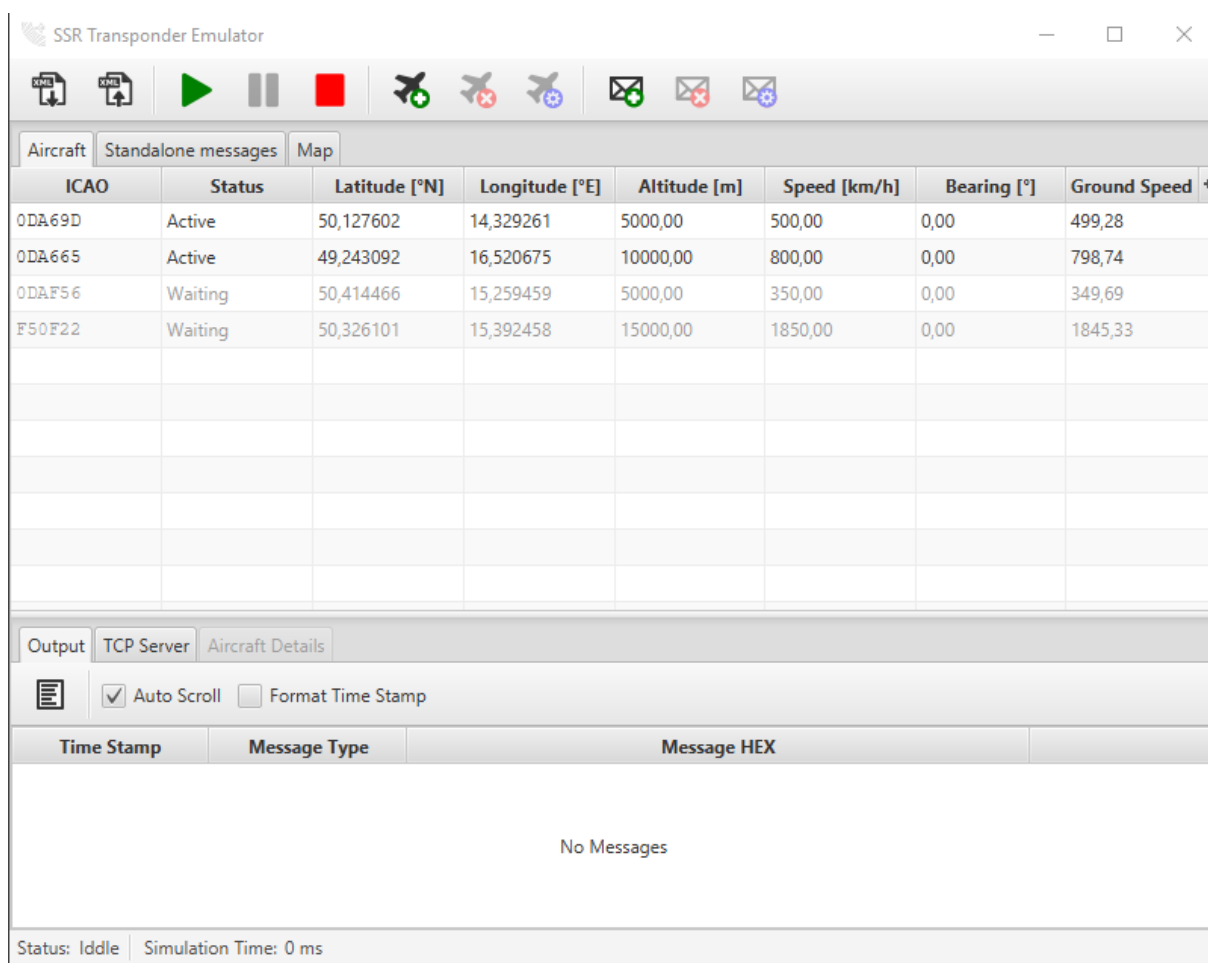 SSR Transponder Emulator
XML XML
Aircraft Standalone messages Map
ICAO Status Latitude [°N] Longitude [°E] Altitude [m] Speed [km/h] Bearing [°] Ground Speed
0DA69D Active 50,127602 14,329261 5000,00 500,00 0,00 499,28
0DA665 Active 49,243092 16,520675 10000,00 800,00 0,00 798,74
0DAF56 Waiting 50,414466 15,259459 5000,00 350,00 0,00 349,69
F50F22 Waiting 50,326101 15,392458 15000,00 1850,00 0,00 1845,33
Output TCP Server Aircraft Details
Auto Scroll Format Time Stamp
Time Stamp Message Type Message HEX
No Messages
Status: Iddle Simulation Time: 0 ms